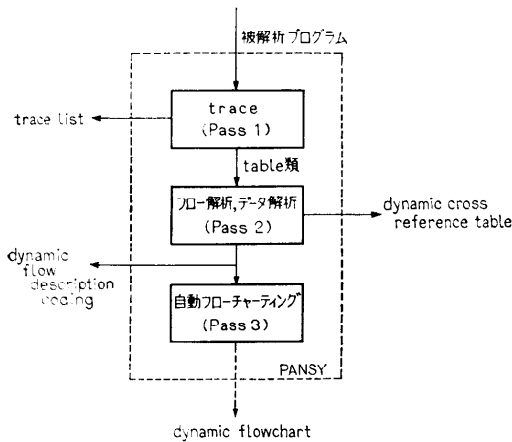 被解析プログラム
trace
(Pass 1)
trace list
table類
フロー解析,データ解析
(Pass 2)
dynamic cross
reference table
dynamic
flow
description
coding
自動フローチャーティング
(Pass 3)
PANSY
dynamic flowchart